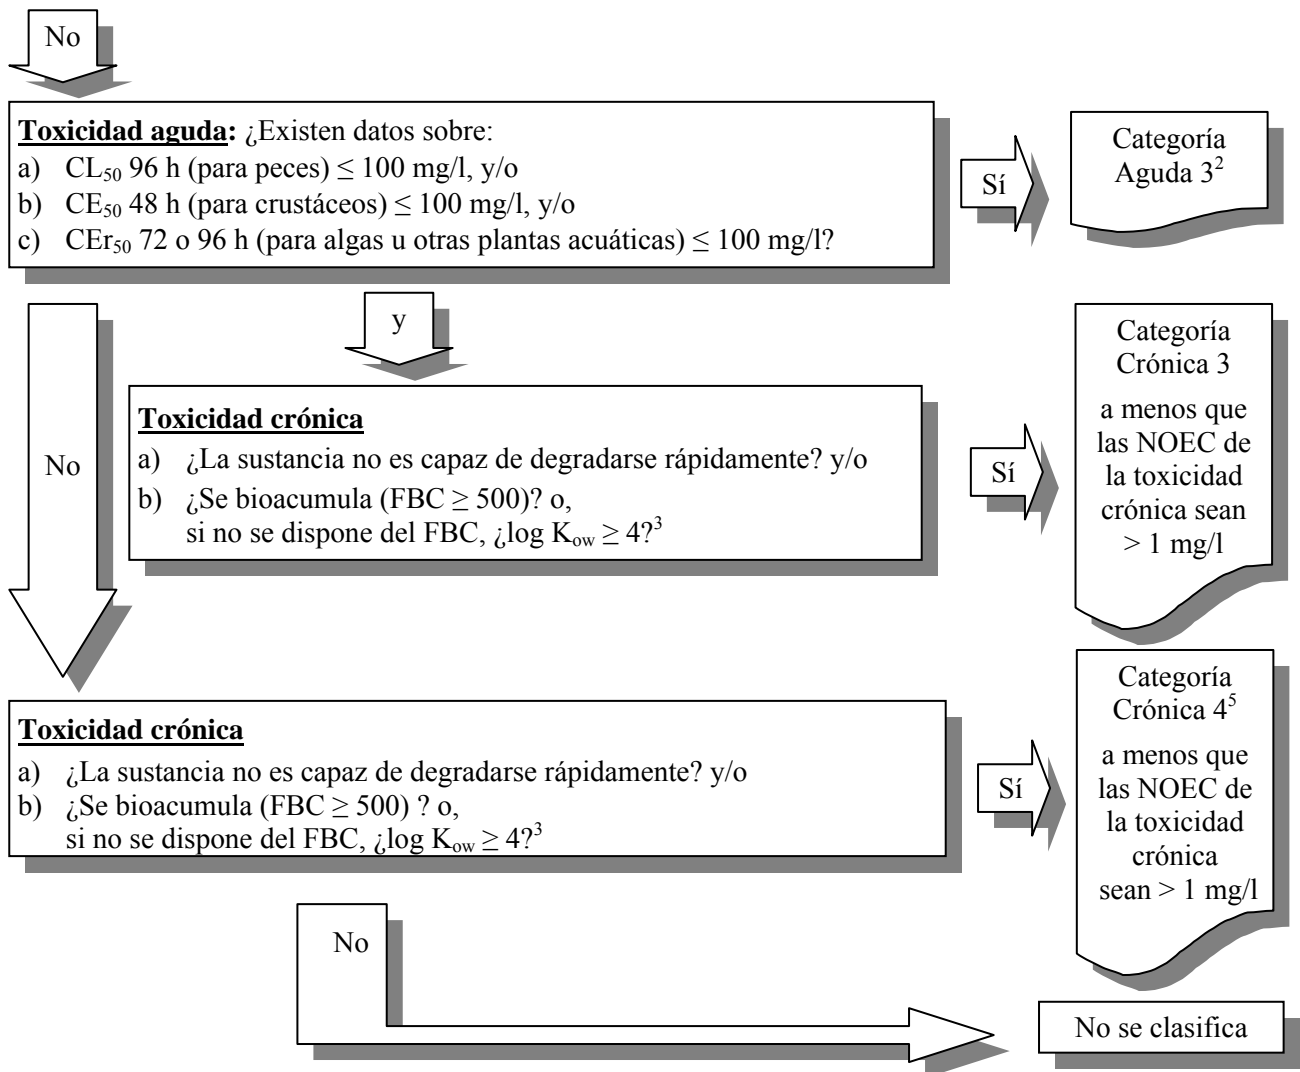 No
Toxicidad aguda: ¿Existen datos sobre:
a) CL₅₀ 96 h (para peces) ≤ 100 mg/l, y/o
b) CE₅₀ 48 h (para crustáceos) ≤ 100 mg/l, y/o
c) CEr₅₀ 72 o 96 h (para algas u otras plantas acuáticas) ≤ 100 mg/l?
Sí
Categoría
Aguda 3²
y
No
Toxicidad crónica
a) ¿La sustancia no es capaz de degradarse rápidamente? y/o
b) ¿Se bioacumula (FBC ≥ 500)? o,
si no se dispone del FBC, ¿log Kow ≥ 4?³
Sí
Categoría
Crónica 3
a menos que
las NOEC de
la toxicidad
crónica sean
> 1 mg/l
Toxicidad crónica
a) ¿La sustancia no es capaz de degradarse rápidamente? y/o
b) ¿Se bioacumula (FBC ≥ 500) ? o,
si no se dispone del FBC, ¿log Kow ≥ 4?³
Sí
Categoría
Crónica 4⁵
a menos que
las NOEC de
la toxicidad
crónica
sean > 1 mg/l
No
No se clasifica